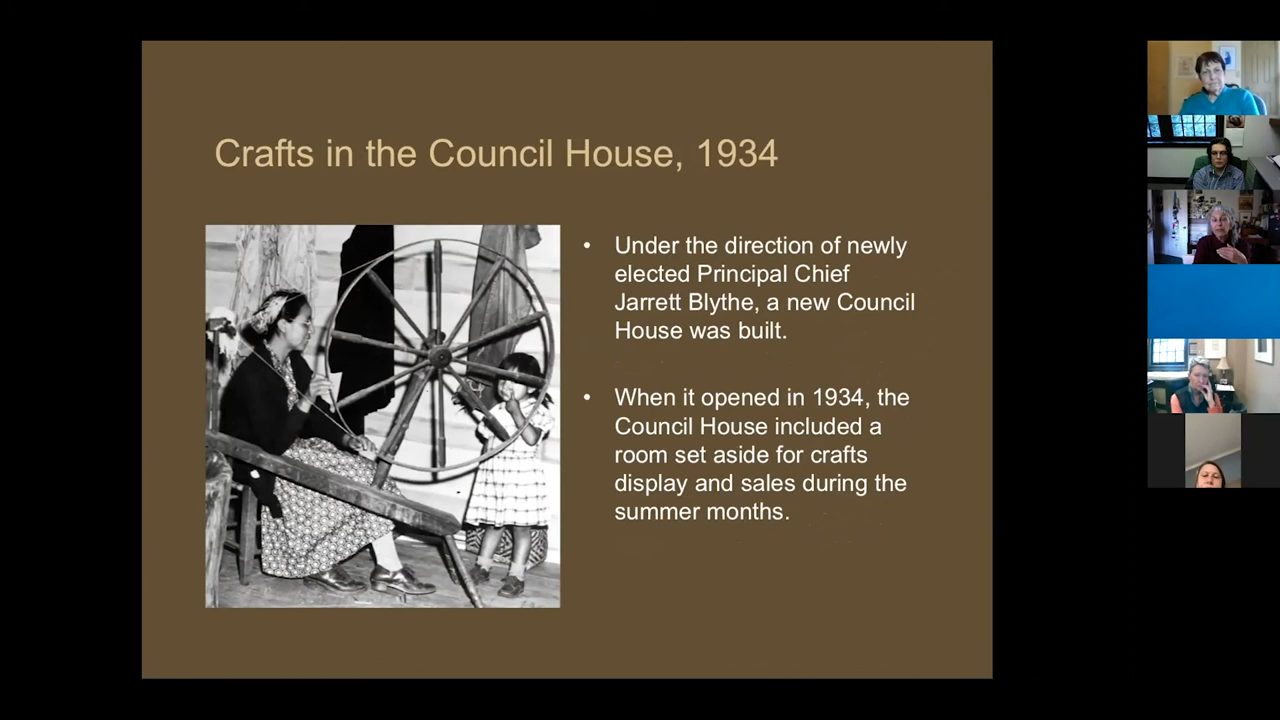 Crafts in the Council House, 1934
• Under the direction of newly
elected Principal Chief
Jarrett Blythe, a new Council
House was built.
• When it opened in 1934, the
Council House included a
room set aside for crafts
display and sales during the
summer months.